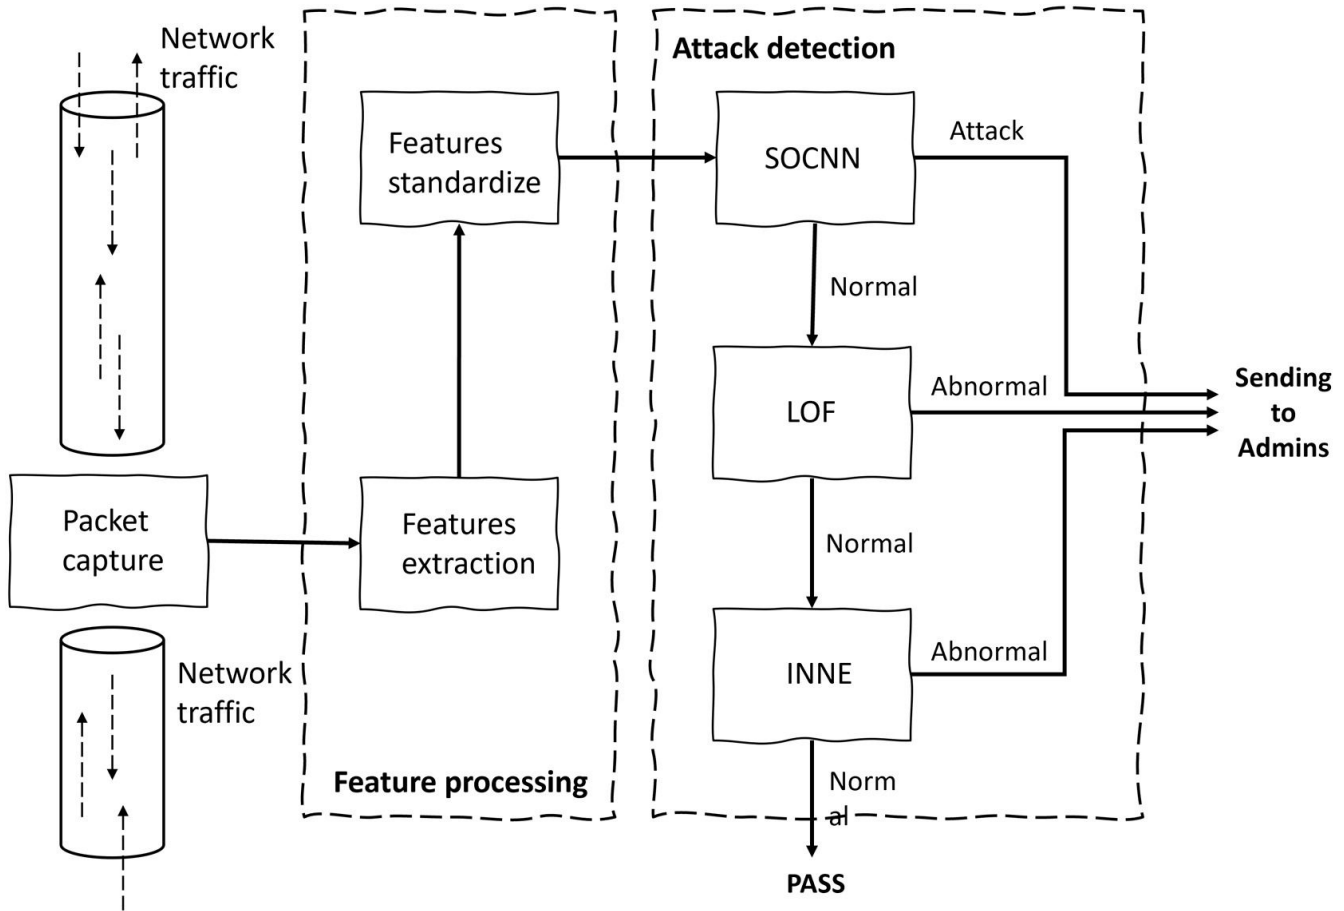 Network
traffic
Attack detection
Features
standardize
SOCNN
Attack
Normal
LOF
Abnormal
Sending
to
Admins
Packet
capture
Features
extraction
Normal
Network
traffic
INNE
Abnormal
Feature processing
Norm
al
PASS